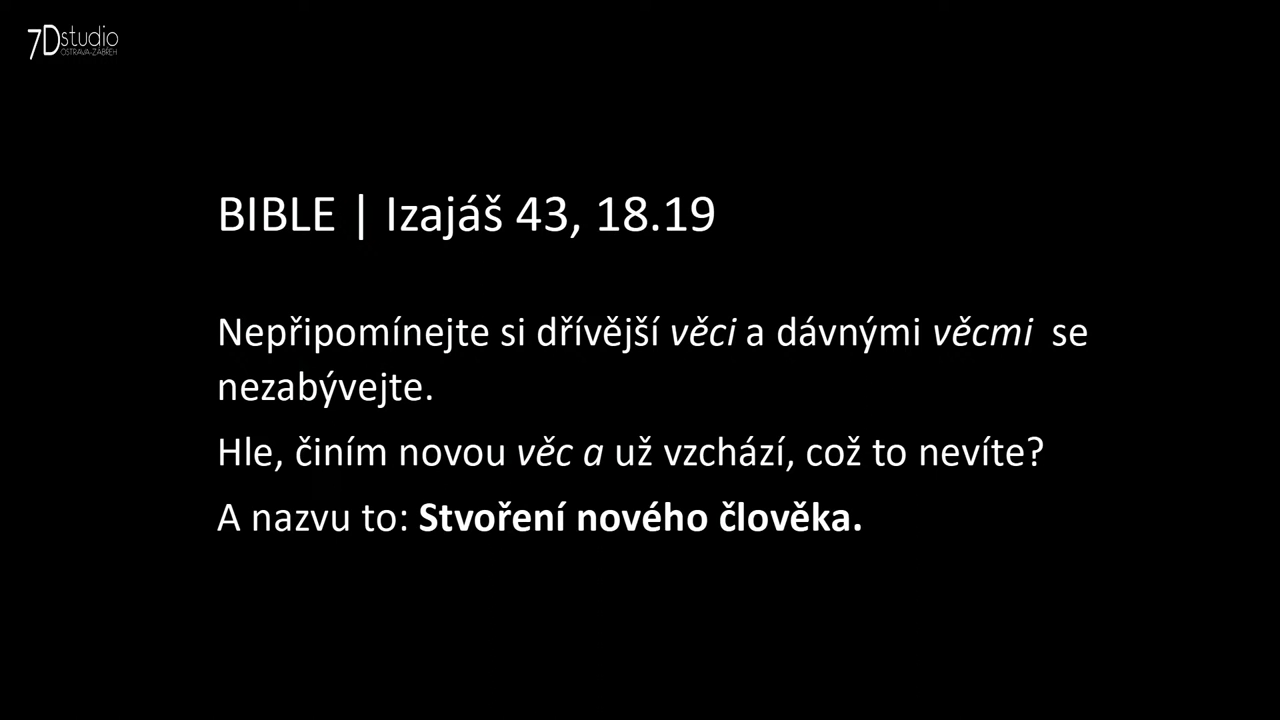 7Dstudio
OSTRAVA-ZÁBŘEH
BIBLE | Izajáš 43, 18.19
Nepřipomínejte si dřívější věci a dávnými věcmi se
nezabývejte.
Hle, činím novou věc a už vzchází, což to nevíte?
A nazvu to: Stvoření nového člověka.